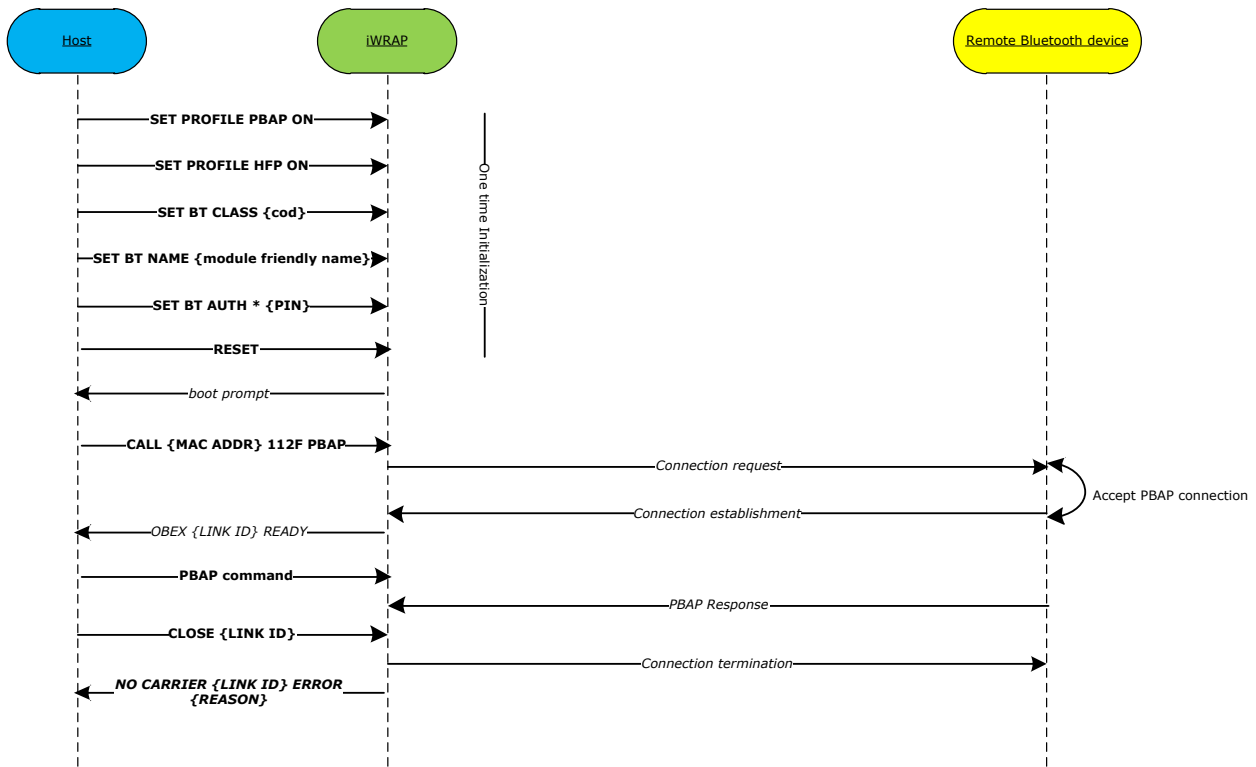 Host
iWRAP
Remote Bluetooth device
SET PROFILE PBAP ON
SET PROFILE HFP ON
SET BT CLASS {cod}
SET BT NAME {module friendly name}
SET BT AUTH * {PIN}
RESET
One time Initialization
boot prompt
CALL {MAC ADDR} 112F PBAP
Connection request
Accept PBAP connection
Connection establishment
OBEX {LINK ID} READY
PBAP command
PBAP Response
CLOSE {LINK ID}
Connection termination
NO CARRIER {LINK ID} ERROR
{REASON}